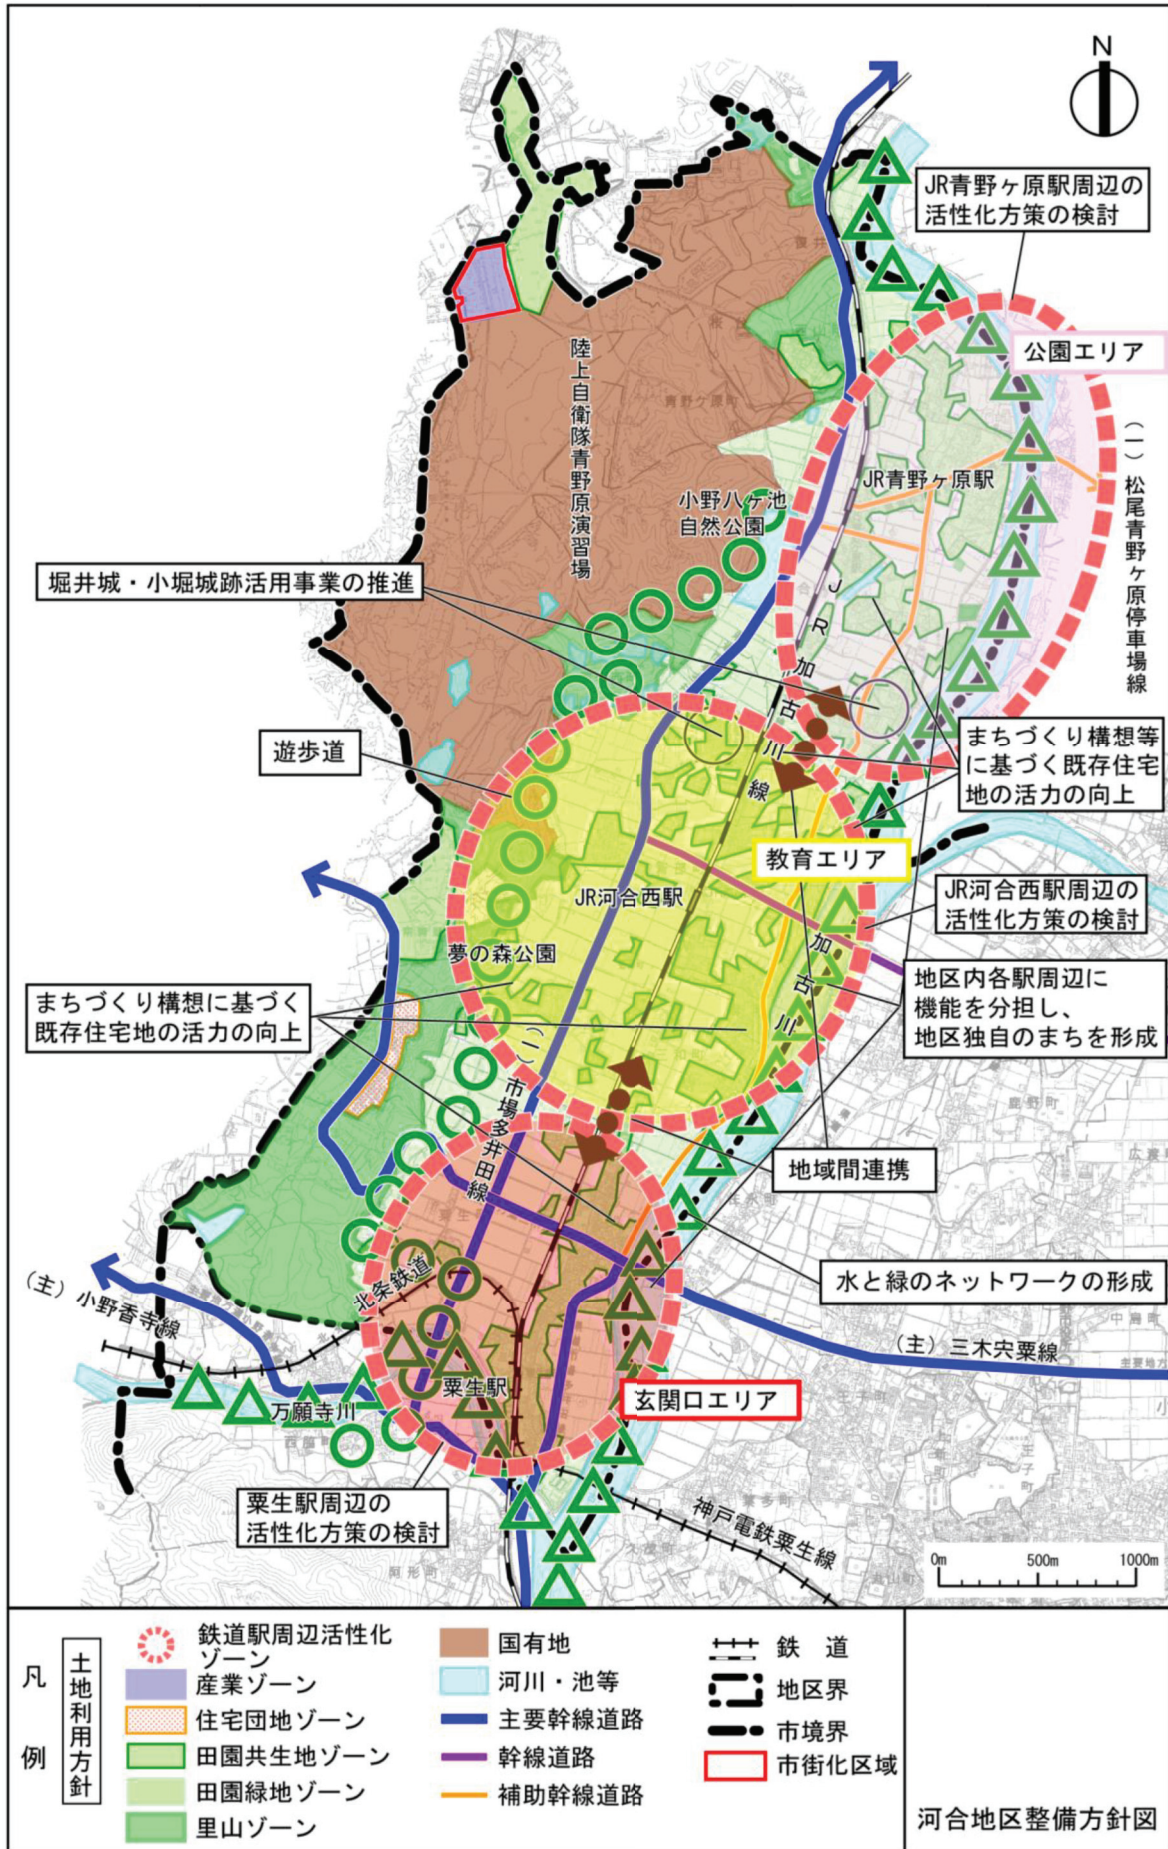 N
JR青野ヶ原駅周辺の
活性化方策の検討
公園エリア
陸上自衛隊青野原演習場
JR青野ヶ原駅
(一)松尾青野ヶ原停車場線
小野八ヶ池
自然公園
堀井城・小堀城跡活用事業の推進
JR加古川線
遊歩道
まちづくり構想等
に基づく既存住宅
地の活力の向上
教育エリア
JR河合西駅
JR河合西駅周辺の
活性化方策の検討
夢の森公園
加古川
まちづくり構想に基づく
既存住宅地の活力の向上
地区内各駅周辺に
機能を分担し、
地区独自のまちを形成
(一)市場多井田線
地域間連携
水と緑のネットワークの形成
北条鉄道
(主)小野香寺線
(主)三木宍粟線
粟生駅
玄関口エリア
万願寺川
粟生駅周辺の
活性化方策の検討
神戸電鉄粟生線
0m 500m 1000m
凡例
土地利用方針
鉄道駅周辺活性化
ゾーン
産業ゾーン
住宅団地ゾーン
田園共生地ゾーン
田園緑地ゾーン
里山ゾーン
国有地
河川・池等
主要幹線道路
幹線道路
補助幹線道路
鉄 道
地区界
市境界
市街化区域
河合地区整備方針図